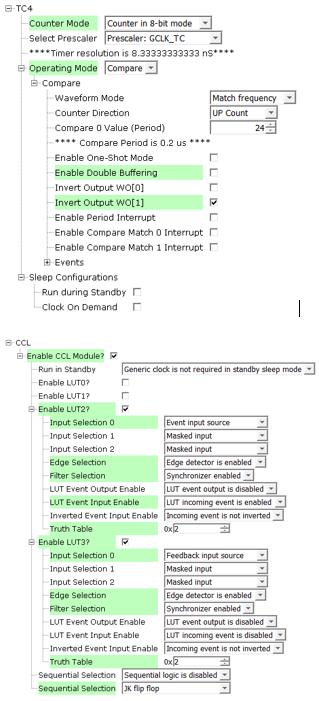 TC4
Counter Mode Counter in 8-bit mode
Select Prescaler Prescaler: GCLK_TC
****Timer resolution is 8.33333333333 nS****
Operating Mode Compare
Compare
Waveform Mode Match frequency
Counter Direction UP Count
Compare 0 Value (Period) 24
**** Compare Period is 0.2 us ****
Enable One-Shot Mode
Enable Double Buffering
Invert Output WO[0]
Invert Output WO[1]
Enable Period Interrupt
Enable Compare Match 0 Interrupt
Enable Compare Match 1 Interrupt
Events
Sleep Configurations
Run during Standby
Clock On Demand
CCL
Enable CCL Module?
Run in Standby Generic clock is not required in standby sleep mode
Enable LUT0?
Enable LUT1?
Enable LUT2?
Input Selection 0 Event input source
Input Selection 1 Masked input
Input Selection 2 Masked input
Edge Selection Edge detector is enabled
Filter Selection Synchronizer enabled
LUT Event Output Enable LUT event output is disabled
LUT Event Input Enable LUT incoming event is enabled
Inverted Event Input Enable Incoming event is not inverted
Truth Table 0x 2
Enable LUT3?
Input Selection 0 Feedback input source
Input Selection 1 Masked input
Input Selection 2 Masked input
Edge Selection Edge detector is enabled
Filter Selection Synchronizer enabled
LUT Event Output Enable LUT event output is disabled
LUT Event Input Enable LUT incoming event is disabled
Inverted Event Input Enable Incoming event is not inverted
Truth Table 0x 2
Sequential Selection Sequential logic is disabled
Sequential Selection JK flip flop